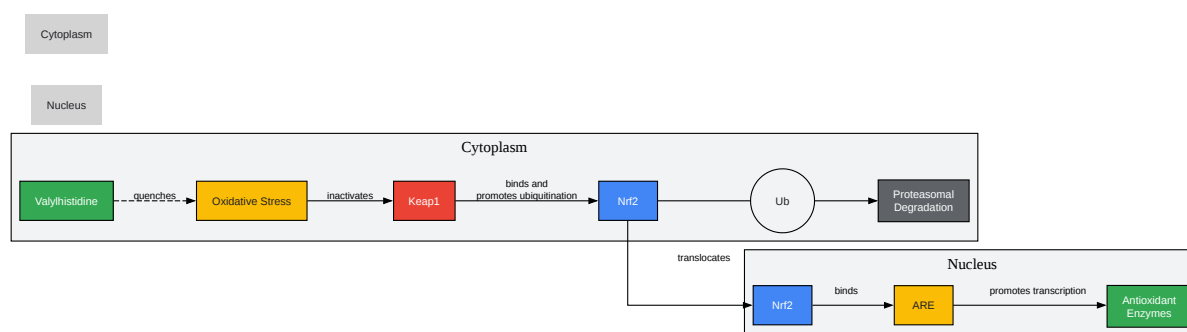 Cytoplasm
Nucleus
Cytoplasm
Valylhistidine
quenches
Oxidative Stress
inactivates
Keap1
binds and
promotes ubiquitination
Nrf2
Ub
Proteasomal
Degradation
translocates
Nucleus
Nrf2
binds
ARE
promotes transcription
Antioxidant
Enzymes